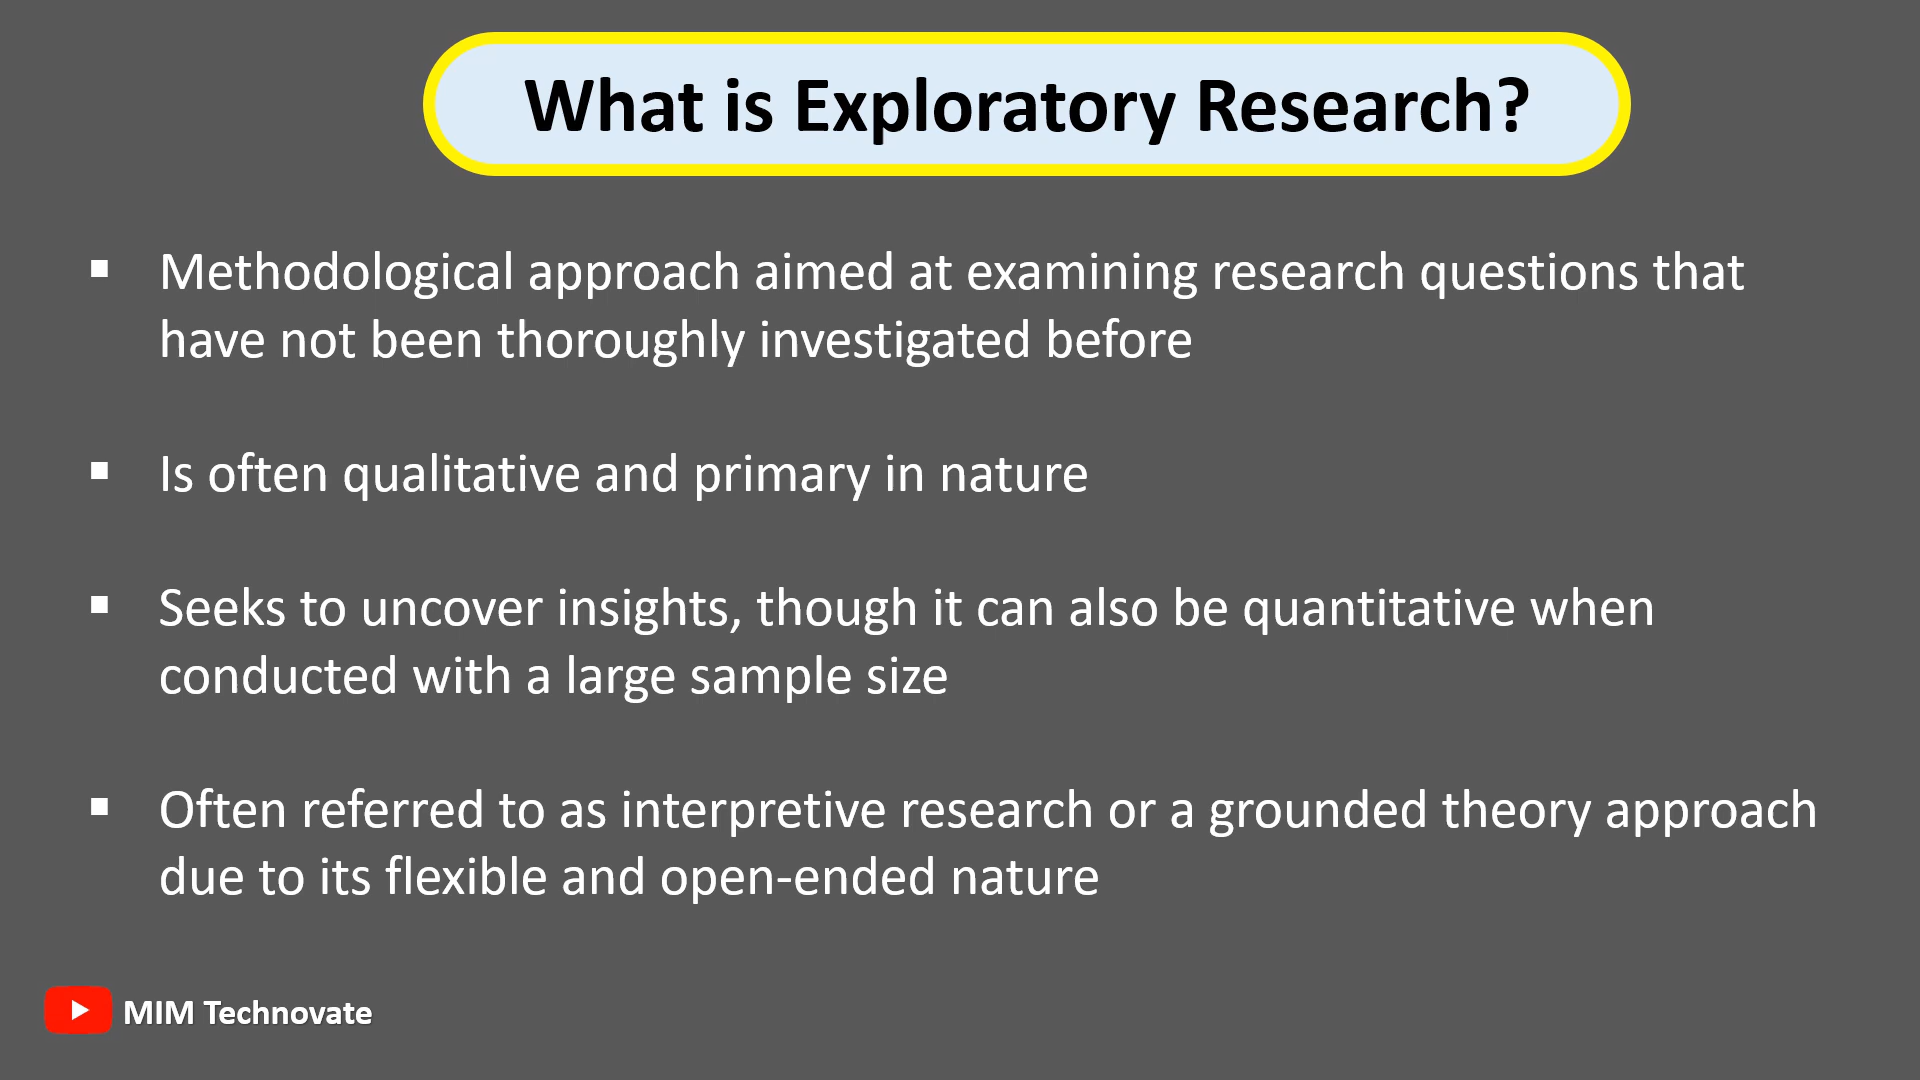 What is Exploratory Research?
▪ Methodological approach aimed at examining research questions that
have not been thoroughly investigated before
▪ Is often qualitative and primary in nature
▪ Seeks to uncover insights, though it can also be quantitative when
conducted with a large sample size
▪ Often referred to as interpretive research or a grounded theory approach
due to its flexible and open-ended nature
MIM Technovate